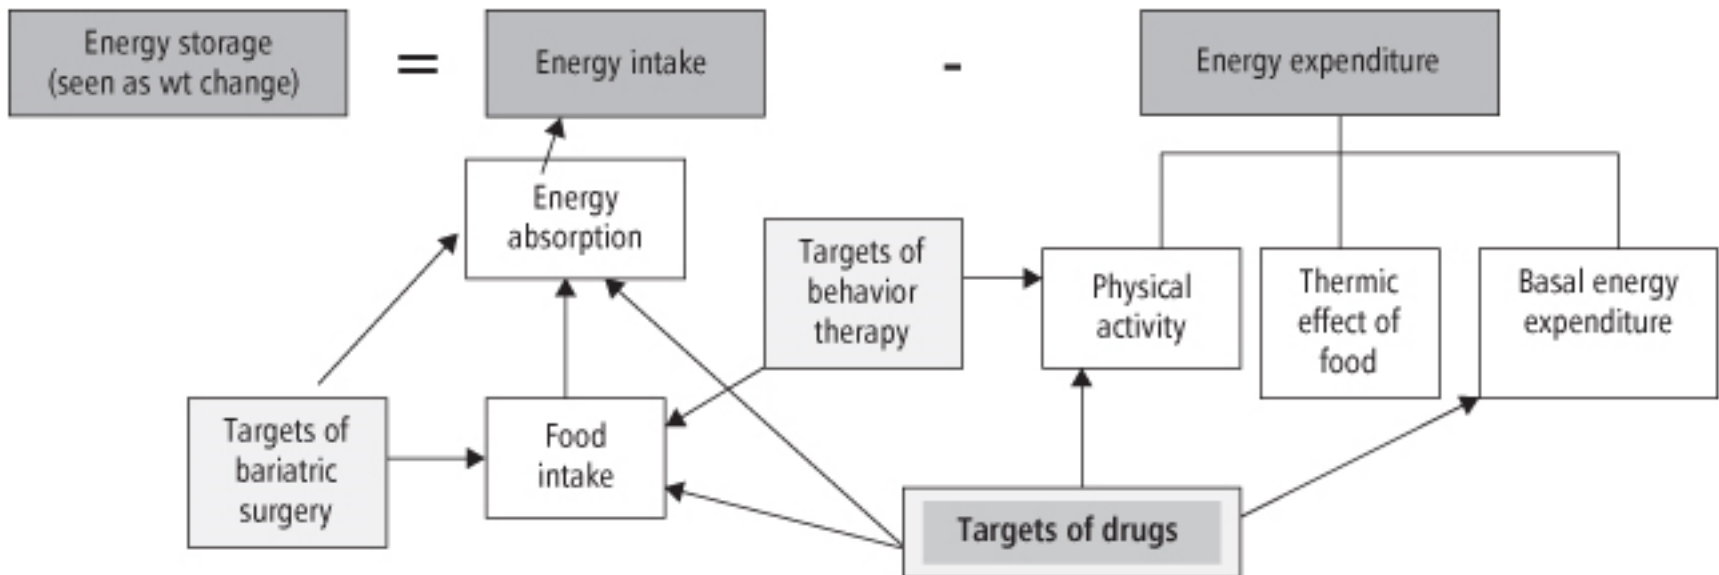 Energy storage
(seen as wt change)
=
Energy intake
-
Energy expenditure
Energy
absorption
Targets of
behavior
therapy
Physical
activity
Thermic
effect of
food
Basal energy
expenditure
Targets of
bariatric
surgery
Food
intake
Targets of drugs